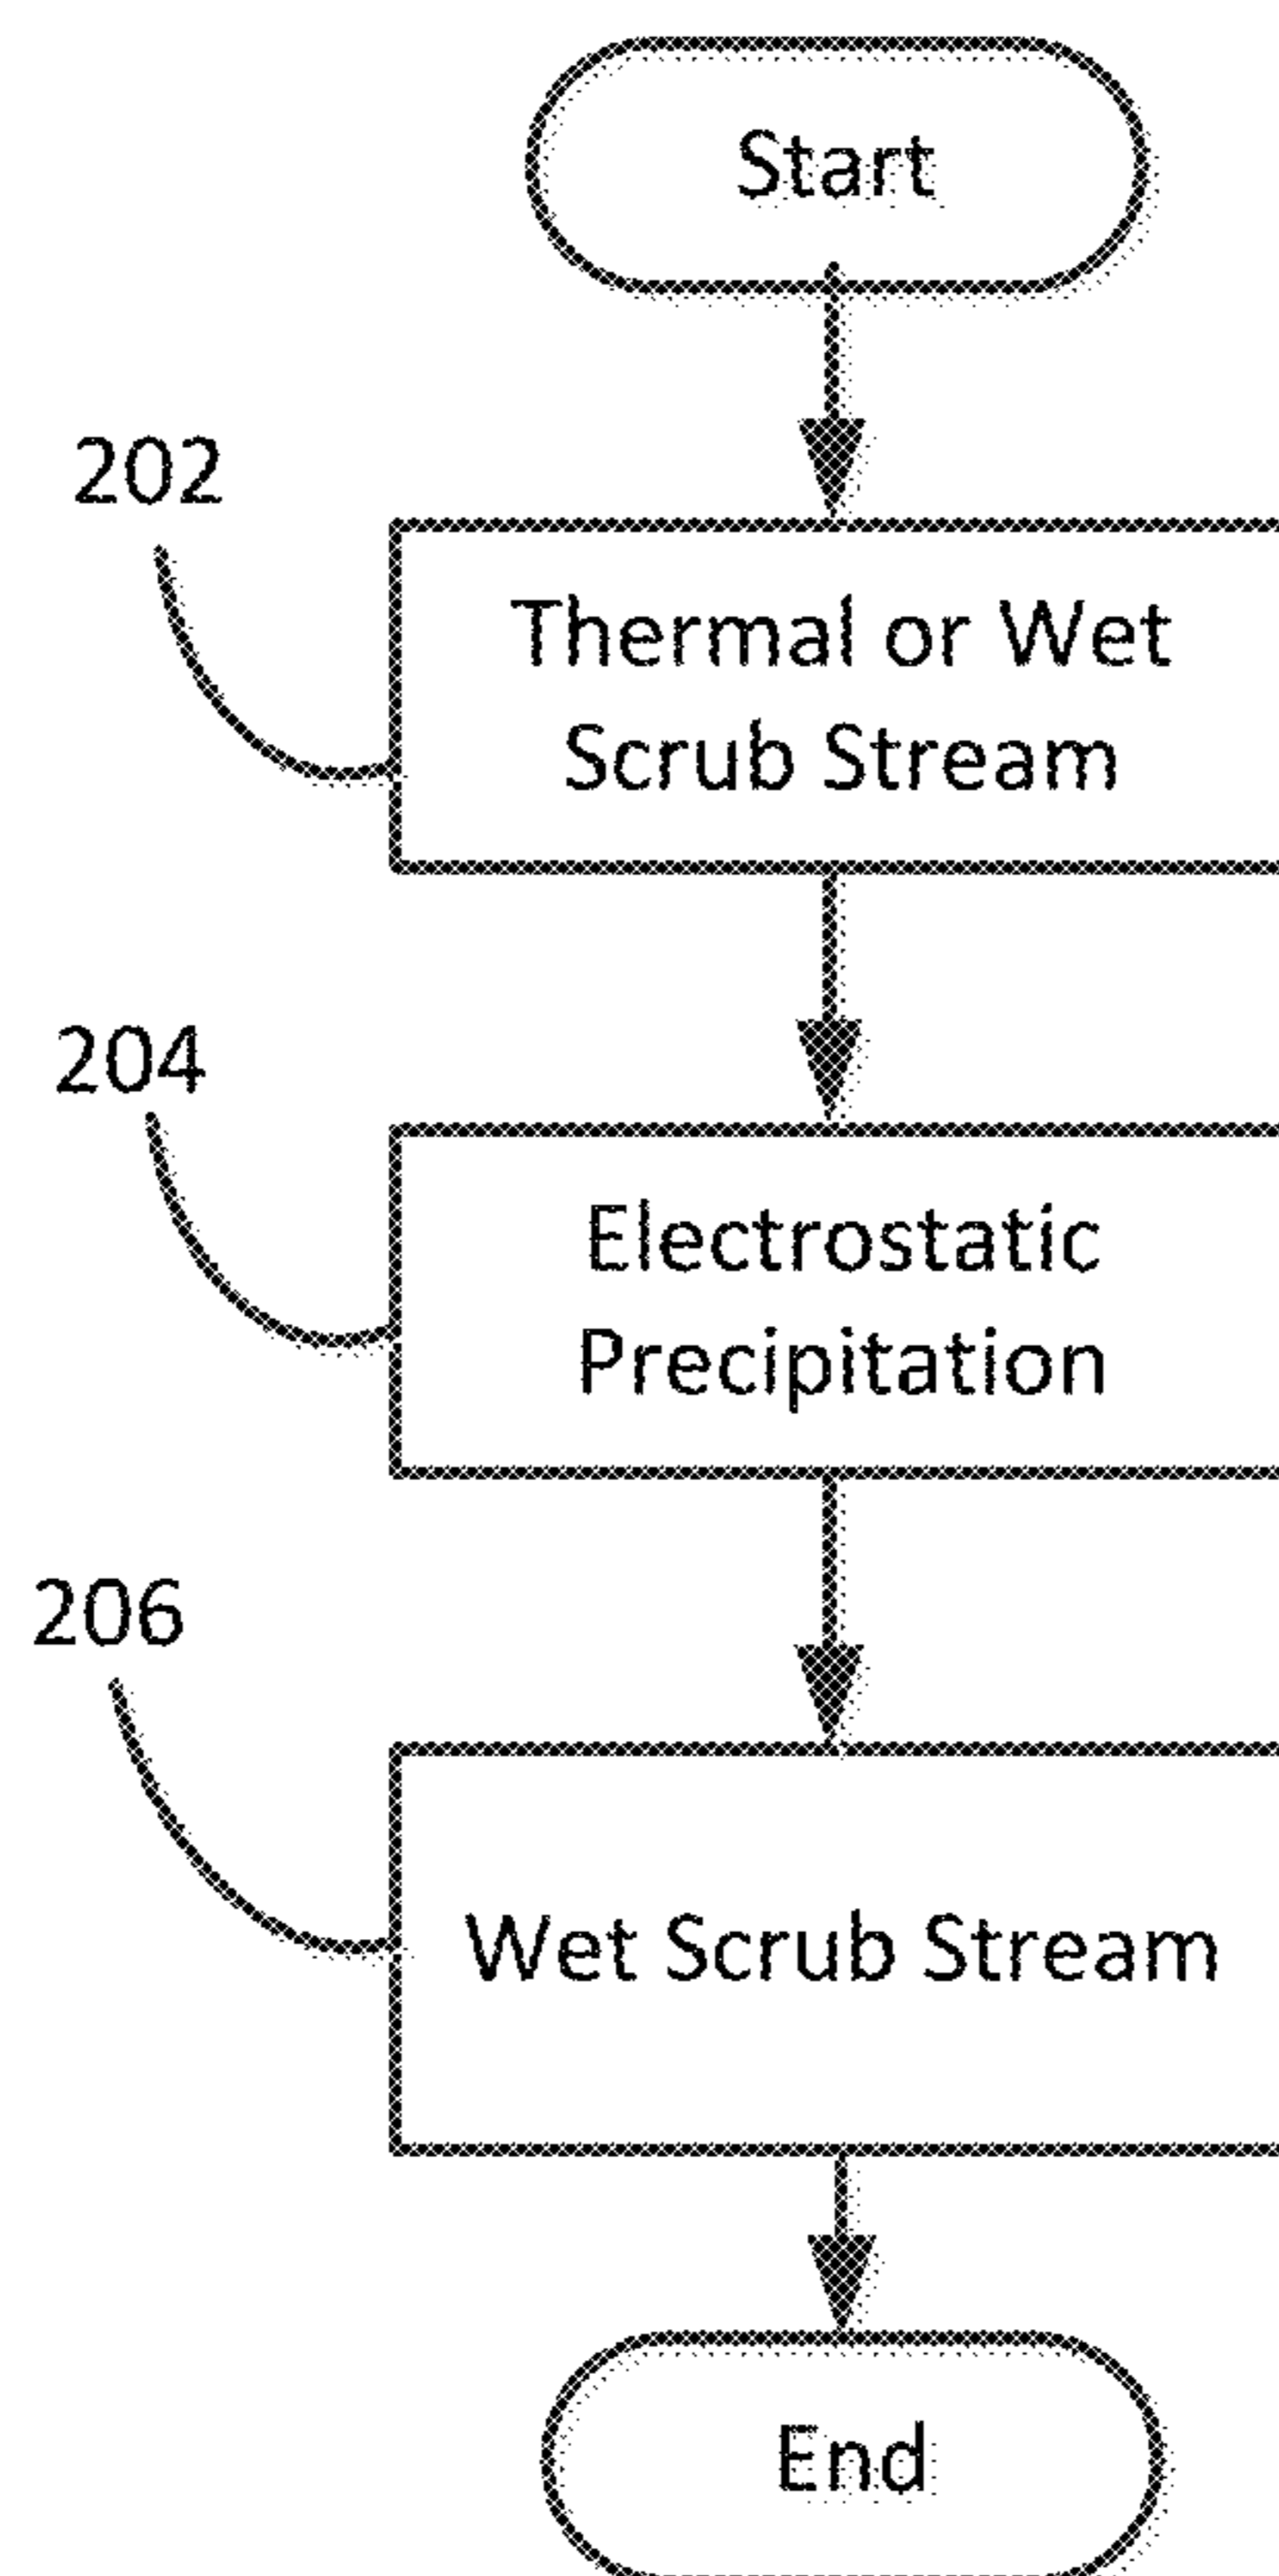 Start
202
Thermal or Wet
Scrub Stream
204
Electrostatic
Precipitation
206
Wet Scrub Stream
End